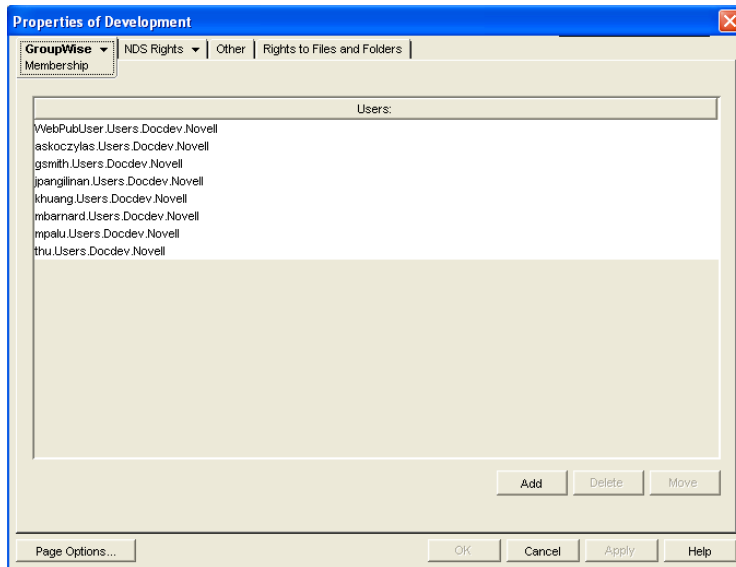 Properties of Development
GroupWise NDS Rights Other Rights to Files and Folders
Membership
Users:
WebPubUser.Users.Docdev.Novell
askoczylas.Users.Docdev.Novell
gsmith.Users.Docdev.Novell
jpangilinan.Users.Docdev.Novell
khuang.Users.Docdev.Novell
mbarnard.Users.Docdev.Novell
mpalu.Users.Docdev.Novell
thu.Users.Docdev.Novell
Add Delete Move
Page Options... OK Cancel Apply Help